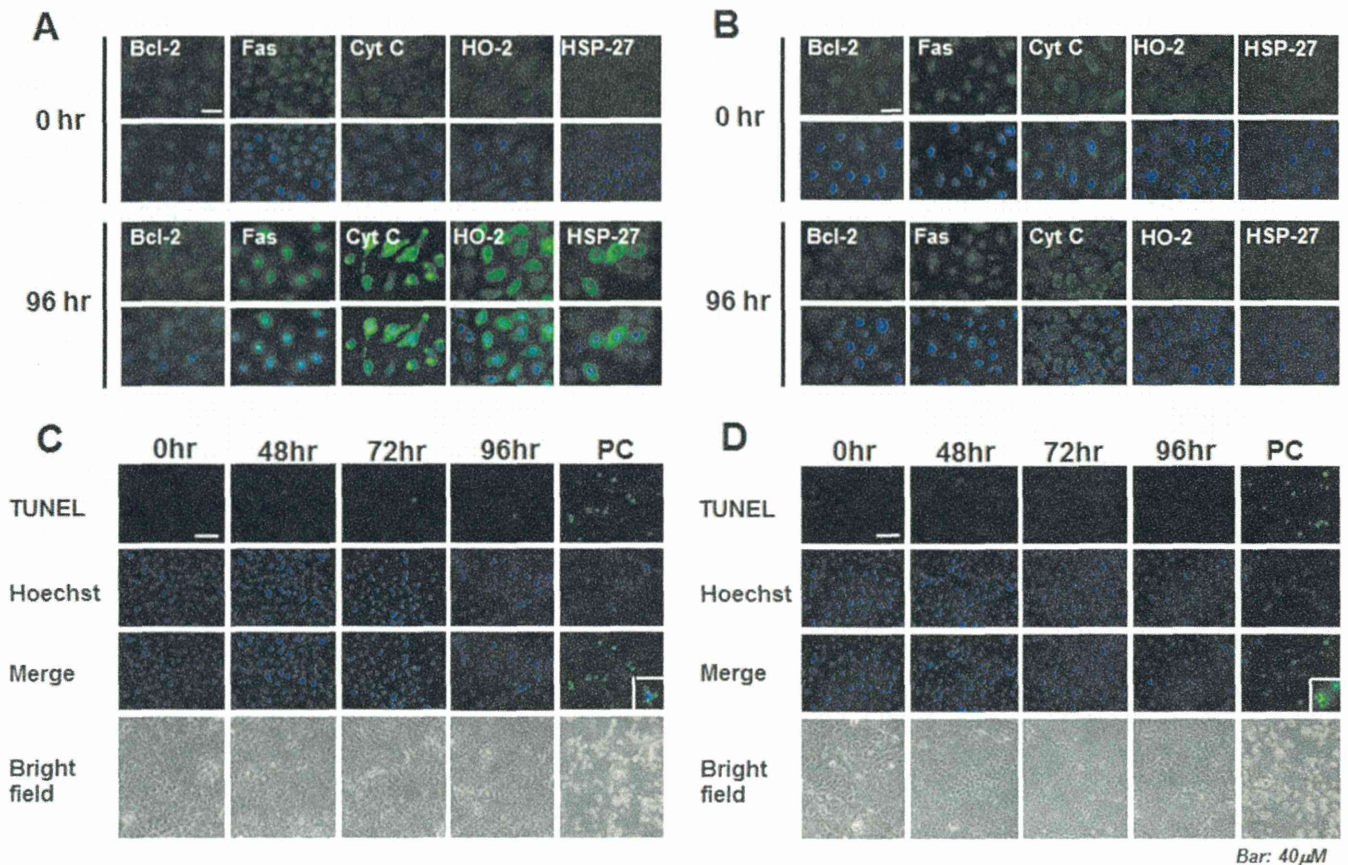 A
Bcl-2 Fas Cyt C HO-2 HSP-27
0 hr
Bcl-2 Fas Cyt C HO-2 HSP-27
96 hr
B
Bcl-2 Fas Cyt C HO-2 HSP-27
0 hr
Bcl-2 Fas Cyt C HO-2 HSP-27
96 hr
C
0hr 48hr 72hr 96hr PC
TUNEL
Hoechst
Merge
Bright
field
D
0hr 48hr 72hr 96hr PC
TUNEL
Hoechst
Merge
Bright
field
Bar: 40μM